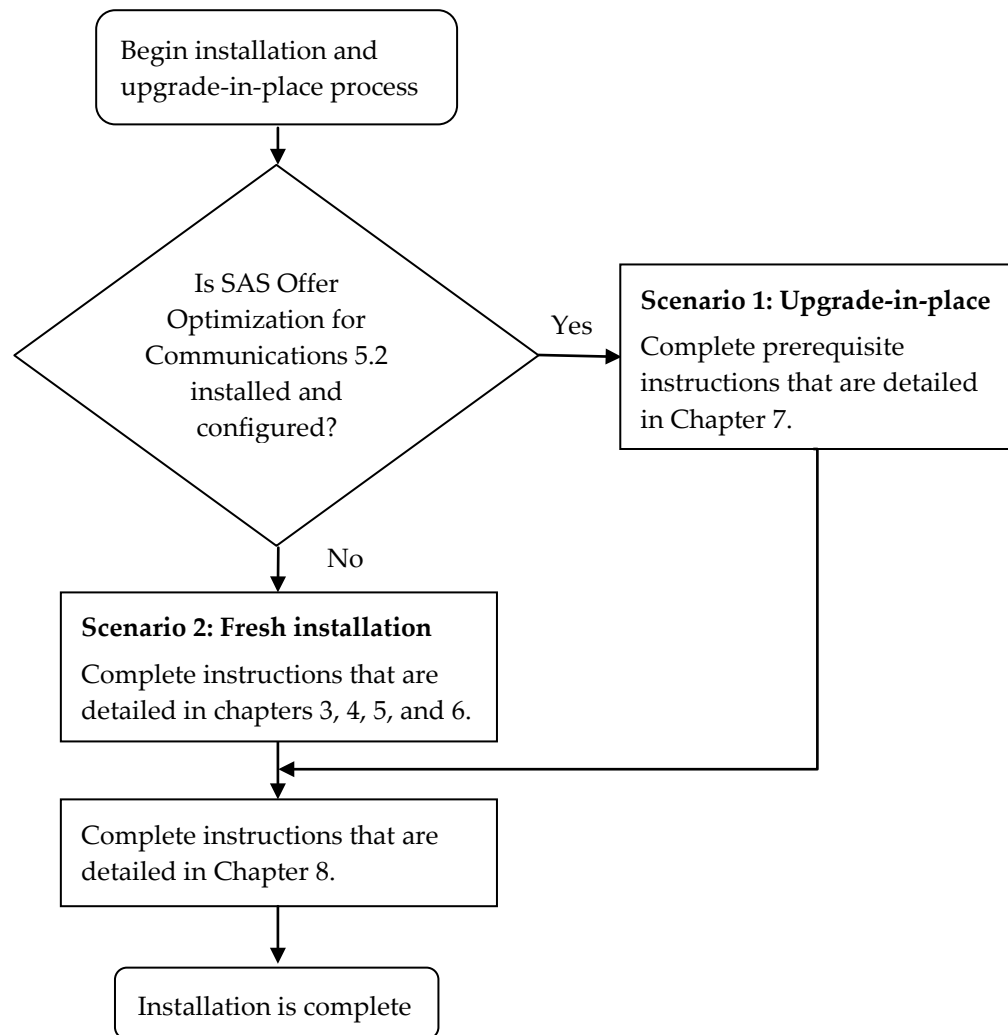 Begin installation and
upgrade-in-place process
Is SAS Offer
Optimization for
Communications 5.2
installed and
configured?
Yes
Scenario 1: Upgrade-in-place
Complete prerequisite
instructions that are detailed
in Chapter 7.
No
Scenario 2: Fresh installation
Complete instructions that are
detailed in chapters 3, 4, 5, and 6.
Complete instructions that are
detailed in Chapter 8.
Installation is complete